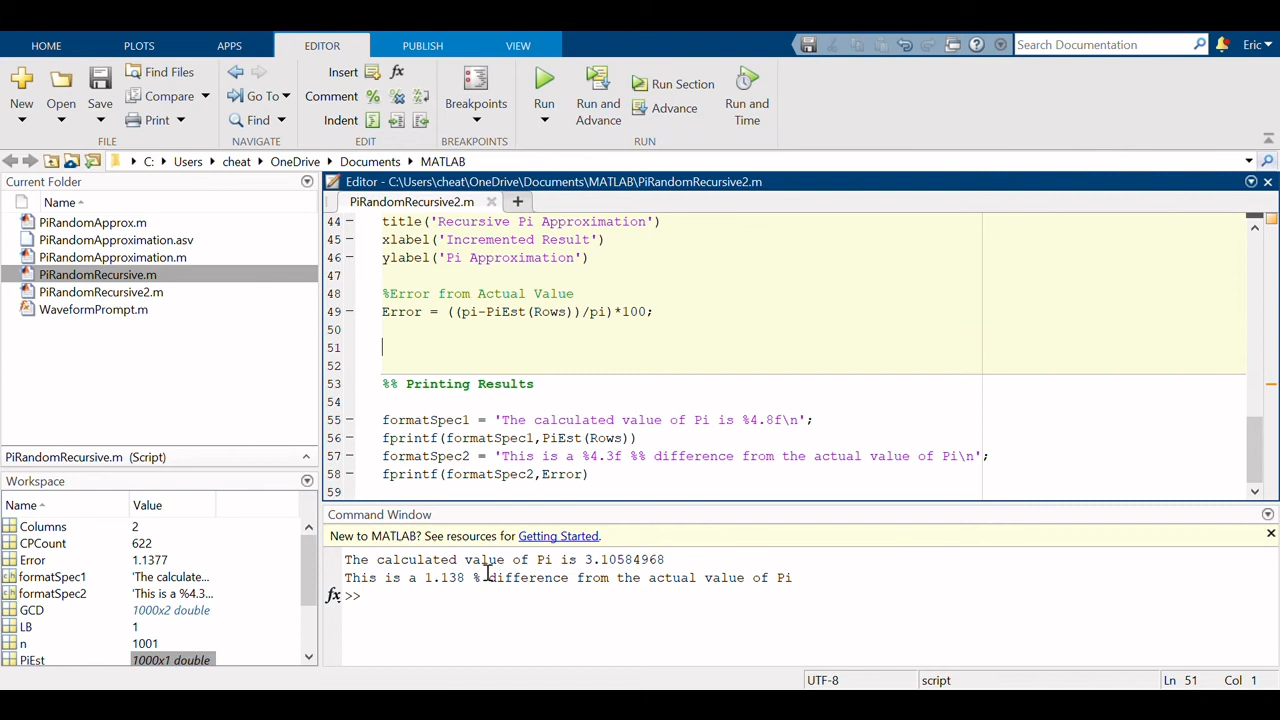 HOME PLOTS APPS EDITOR PUBLISH VIEW Search Documentation Eric
New Open Save Find Files Compare Print Go To Find Insert fx Comment Indent Breakpoints Run Run and Advance Run Section Advance Run and Time
FILE NAVIGATE EDIT BREAKPOINTS RUN
C: Users cheat OneDrive Documents MATLAB
Current Folder
Name
PiRandomApprox.m
PiRandomApproximation.asv
PiRandomApproximation.m
PiRandomRecursive.m
PiRandomRecursive2.m
WaveformPrompt.m
PiRandomRecursive.m (Script)
Workspace
Name Value
Columns 2
CPCount 622
Error 1.1377
formatSpec1 'The calculate...
formatSpec2 'This is a %4.3...
GCD 1000x2 double
LB 1
n 1001
PiEst 1000x1 double
Editor - C:\Users\cheat\OneDrive\Documents\MATLAB\PiRandomRecursive2.m
PiRandomRecursive2.m
44 - title('Recursive Pi Approximation')
45 - xlabel('Incremented Result')
46 - ylabel('Pi Approximation')
47
48 %Error from Actual Value
49 - Error = ((pi-PiEst(Rows))/pi)*100;
50
51
52
53 %% Printing Results
54
55 - formatSpec1 = 'The calculated value of Pi is %4.8f\n';
56 - fprintf(formatSpec1,PiEst(Rows))
57 - formatSpec2 = 'This is a %4.3f %% difference from the actual value of Pi\n';
58 - fprintf(formatSpec2,Error)
59
Command Window
New to MATLAB? See resources for Getting Started.
The calculated value of Pi is 3.10584968
This is a 1.138 % difference from the actual value of Pi
fx >>
UTF-8 script Ln 51 Col 1